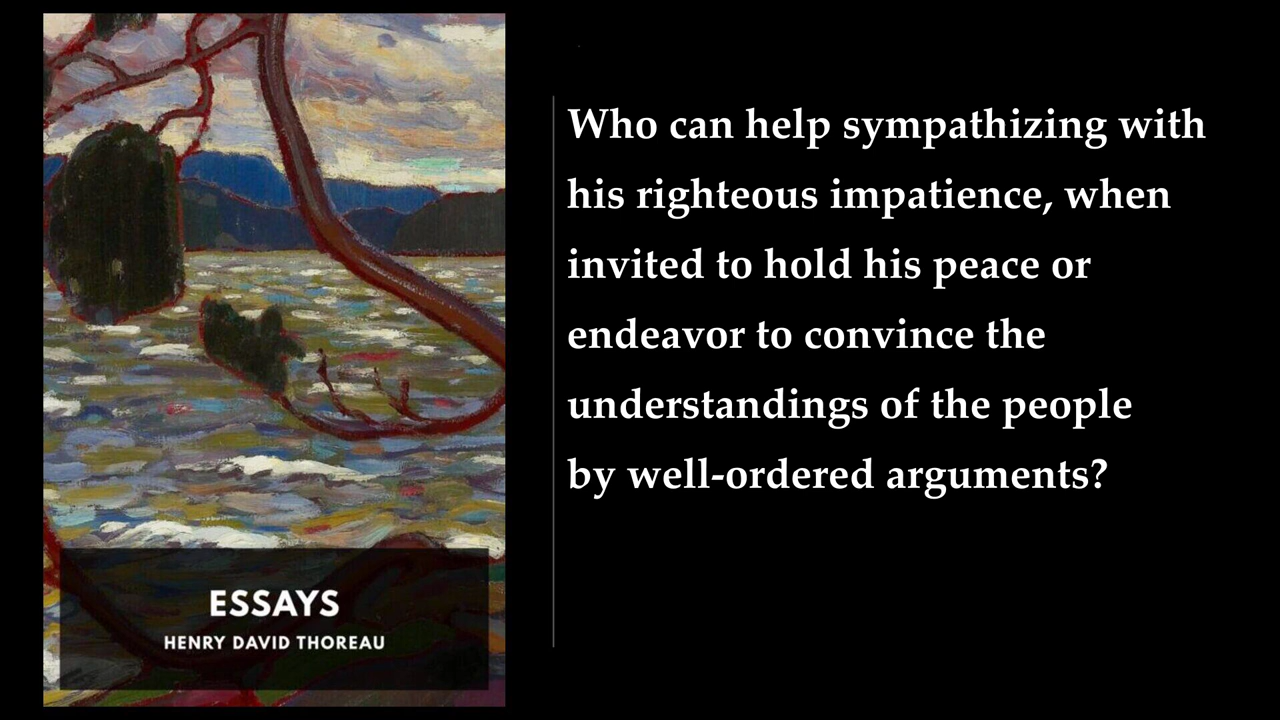 Who can help sympathizing with
his righteous impatience, when
invited to hold his peace or
endeavor to convince the
understandings of the people
by well-ordered arguments?
ESSAYS
HENRY DAVID THOREAU